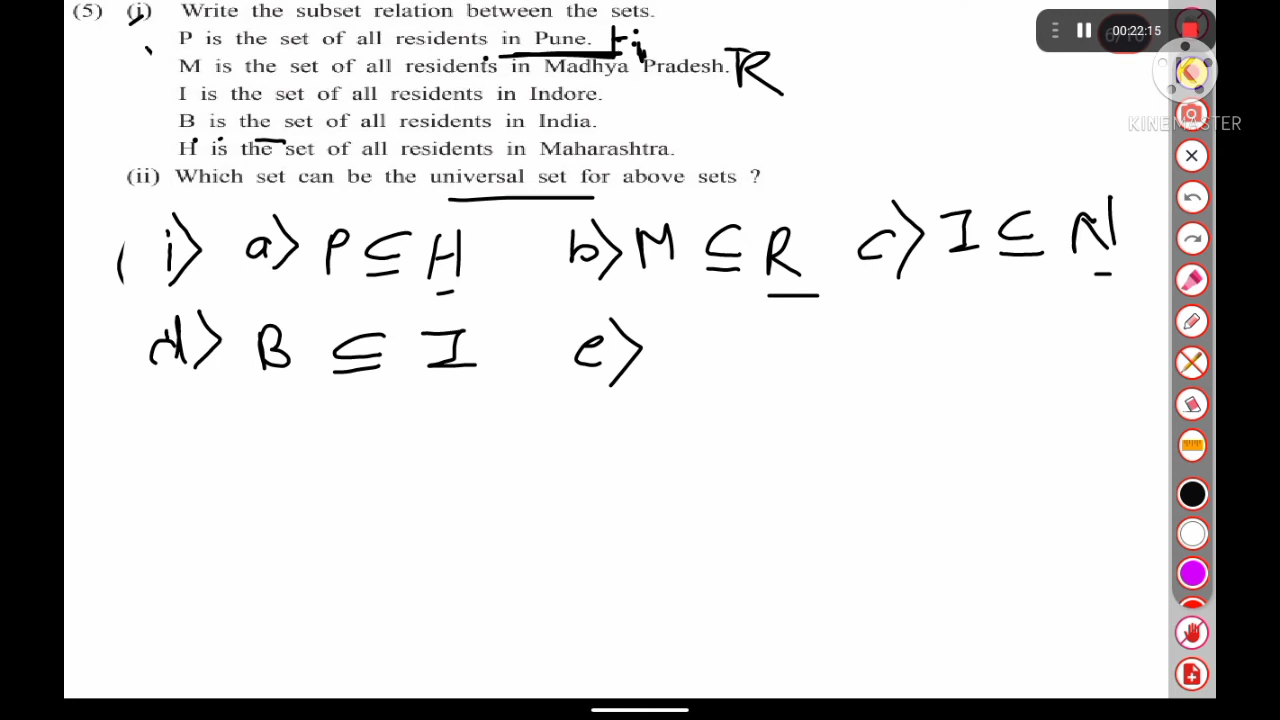 (5) (i) Write the subset relation between the sets.
P is the set of all residents in Pune.
M is the set of all residents in Madhya Pradesh. R
I is the set of all residents in Indore.
B is the set of all residents in India.
H is the set of all residents in Maharashtra.
(ii) Which set can be the universal set for above sets ?
i) a) P ⊆ H b) M ⊆ R c) I ⊆ N
d) B ⊆ I e)
00:22:15
KINEMASTER